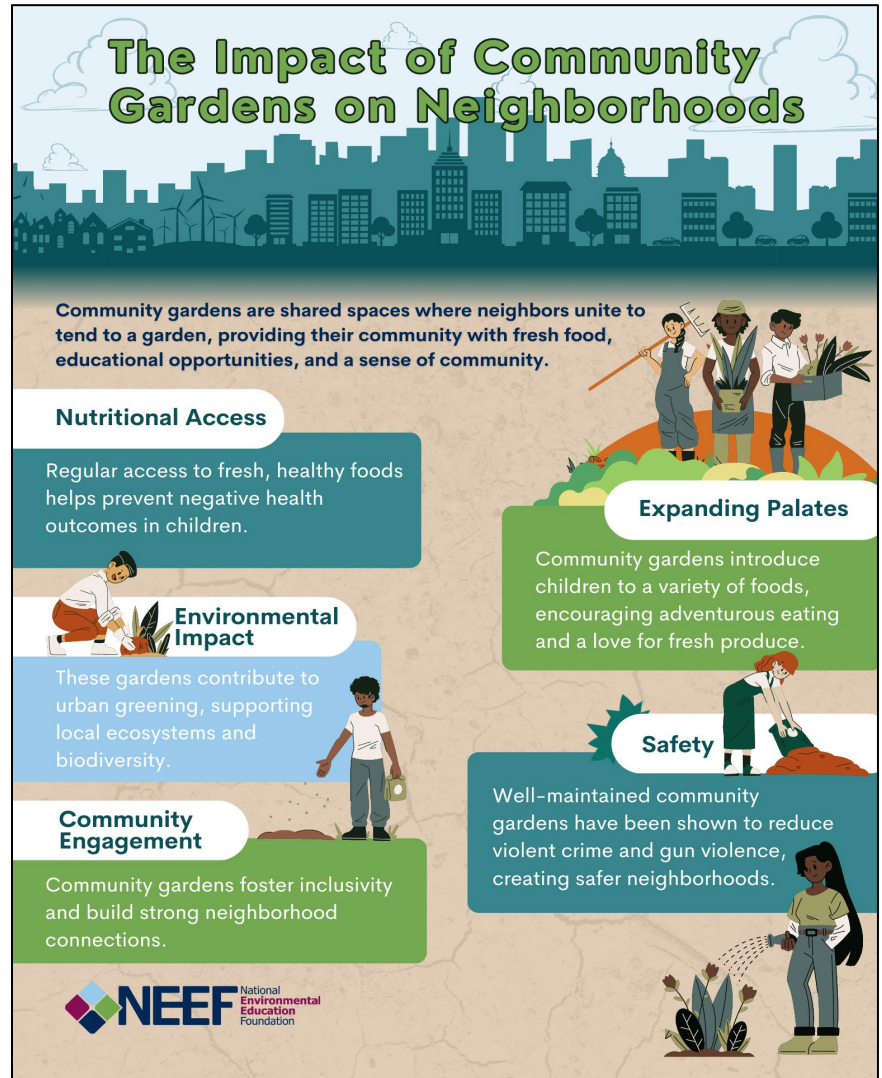 The Impact of Community
Gardens on Neighborhoods
Community gardens are shared spaces where neighbors unite to
tend to a garden, providing their community with fresh food,
educational opportunities, and a sense of community.
Nutritional Access
Regular access to fresh, healthy foods
helps prevent negative health
outcomes in children.
Expanding Palates
Community gardens introduce
children to a variety of foods,
encouraging adventurous eating
and a love for fresh produce.
Environmental
Impact
These gardens contribute to
urban greening, supporting
local ecosystems and
biodiversity.
Safety
Well-maintained community
gardens have been shown to reduce
violent crime and gun violence,
creating safer neighborhoods.
Community
Engagement
Community gardens foster inclusivity
and build strong neighborhood
connections.
NEEF
National
Environmental
Education
Foundation